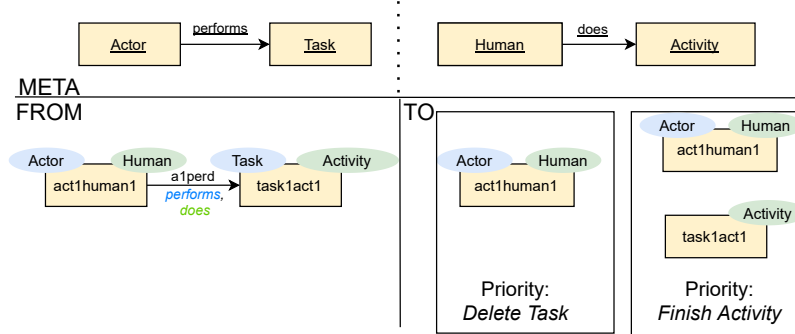 performs
Actor
Task
does
Human
Activity
META
FROM
TO
Actor
Human
act1human1
a1perd
performs,
does
Task
Activity
task1act1
Actor
Human
act1human1
Priority:
Delete Task
Actor
Human
act1human1
Activity
task1act1
Priority:
Finish Activity